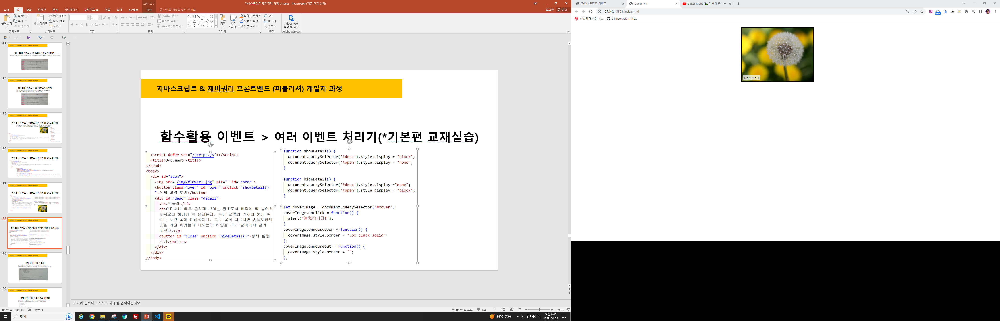 그림 도구
자바스크립트 제이쿼리 과정_v1.pptx - PowerPoint (제품 인증 실패)
파일 홈 삽입 디자인 전환 애니메이션 슬라이드 쇼 검토 보기 Acrobat 서식 수행할 작업을 알려 주세요.
로그인 공유
붙여넣기 잘라내기 복사 서식 복사
새 슬라이드 레이아웃 다시 설정 구역
32
텍스트 방향 텍스트 맞춤 SmartArt로 변환
정렬 빠른 스타일 도형 채우기 도형 윤곽선 도형 효과
찾기 바꾸기 선택
Adobe PDF 작성 및 공유
클립보드 슬라이드 글꼴 단락 그리기 편집 Adobe Acrobat
183
함수활용 이벤트 > 문서로딩 이벤트(*기본편)
184
함수활용 이벤트 > 폼 이벤트(*기본편)
185
함수활용 이벤트 > 이벤트 처리기(*기본편 교재실습)
186
함수활용 이벤트 > 이벤트 처리기(*기본편 교재실습)
187
함수활용 이벤트 > 이벤트 처리기(*기본편 교재실습)
188
함수활용 이벤트 > 여러 이벤트 처리기(*기본편 교재실습)
189
객체 생성자 함수 활용
190
객체 생성자 함수 활용(*교재실습)
자바스크립트 & 제이쿼리 프론트엔드 (퍼블리셔) 개발자 과정
함수활용 이벤트 > 여러 이벤트 처리기(*기본편 교재실습)
<script defer src="/script.js"></script>
<title>Document</title>
</head>
<body>
<div id="item">
<img src="/img/flower1.jpg" alt="" id="cover">
<button class="over" id="open" onclick="showDetail()
">상세 설명 보기</button>
<div id="desc" class="detail">
<h4>민들레</h4>
<p>어디서나 매우 흔하게 보이는 잡초로서 바닥에 딱 붙어서
꽃봉오리 하나가 쏙 올라온다. 톱니 모양의 잎새와 눈에 확
띄는 노란 꽃이 인상적이다. 특히 꽃이 지고나면 솜털모양의
깃을 가진 씨앗들이 나오는데 바람을 타고 날아가서 널리
퍼진다.</p>
<button id="close" onclick="hideDetail()">상세 설명
닫기</button>
</div>
</div>
</body>
function showDetail() {
document.querySelector('#desc').style.display = "block";
document.querySelector('#open').style.display = "none";
}
function hideDetail() {
document.querySelector('#desc').style.display ="none";
document.querySelector('#open').style.display = "block";
}
let coverImage = document.querySelector('#cover');
coverImage.onclick = function() {
alert('눌렀습니다!');
}
coverImage.onmouseover = function() {
coverImage.style.border = "5px black solid";
};
coverImage.onmouseout = function() {
coverImage.style.border = "";
};
여기에 슬라이드 노트의 내용을 입력하십시오
슬라이드 188/234 한국어 슬라이드 노트 메모 125 %
찾기
14°C 맑음 가 오전 9:02
2023-04-03
자바스크립트 이벤트 Document Better Mood 기분이 좋
127.0.0.1:5501/index.html
New
KPC 자격 시험 상... Divjason/GMA-FAD...
상세 설명 보기